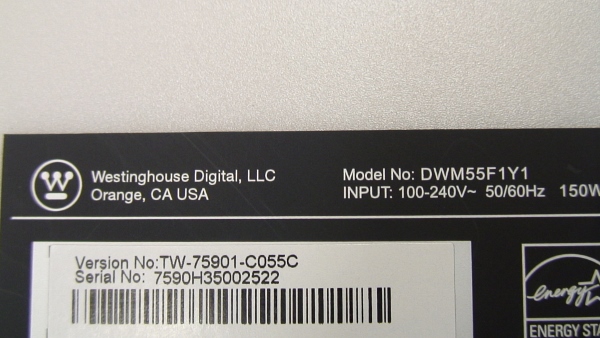 Westinghouse Digital, LLC
Orange, CA USA
Model No: DWM55F1Y1
INPUT: 100-240V~ 50/60Hz 150W
Version No:TW-75901-C055C
Serial No: 7590H35002522
energy
ENERGY STA